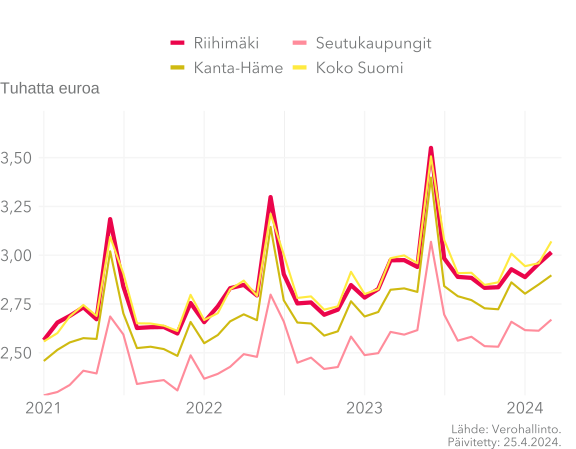 Riihimäki
Seutukaupungit
Kanta-Häme
Koko Suomi
Tuhatta euroa
3,50
3,25
3,00
2,75
2,50
2021
2022
2023
2024
Lähde: Verohallinto.
Päivitetty: 25.4.2024.